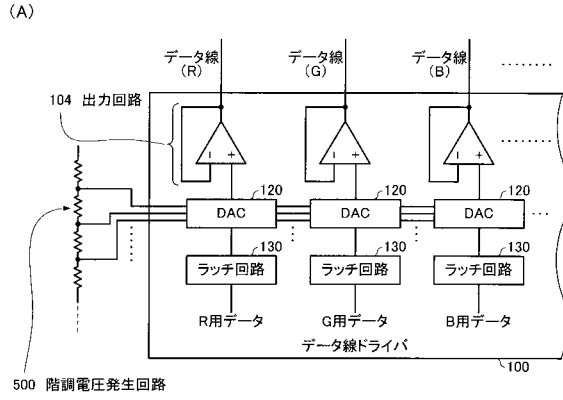 (A)
データ線
(R)
データ線
(G)
データ線
(B)
........
104 出力回路
− +
− +
− +
........
120
120
120
DAC
DAC
DAC
...
130
130
130
ラッチ回路
ラッチ回路
ラッチ回路
R用データ
G用データ
B用データ
データ線ドライバ
100
500 階調電圧発生回路